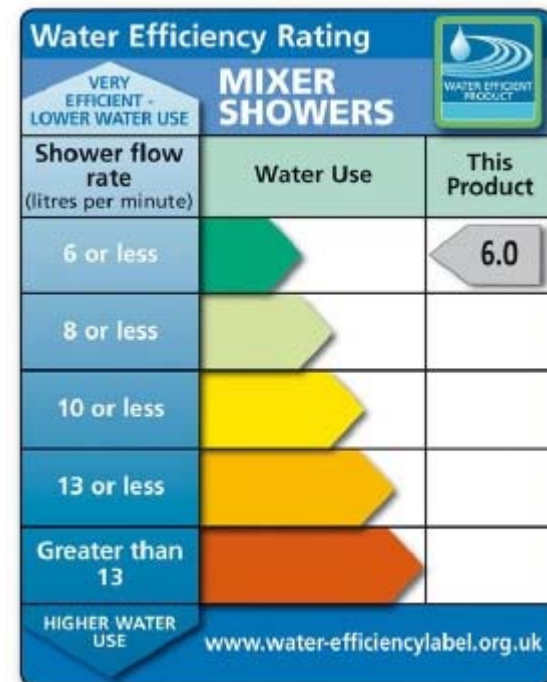 Water Efficiency Rating
VERY
EFFICIENT -
LOWER WATER USE
MIXER
SHOWERS
WATER EFFICIENT
PRODUCT
Shower flow
rate
(litres per minute)
Water Use
This
Product
6 or less
6.0
8 or less
10 or less
13 or less
Greater than
13
HIGHER WATER
USE
www.water-efficiencylabel.org.uk